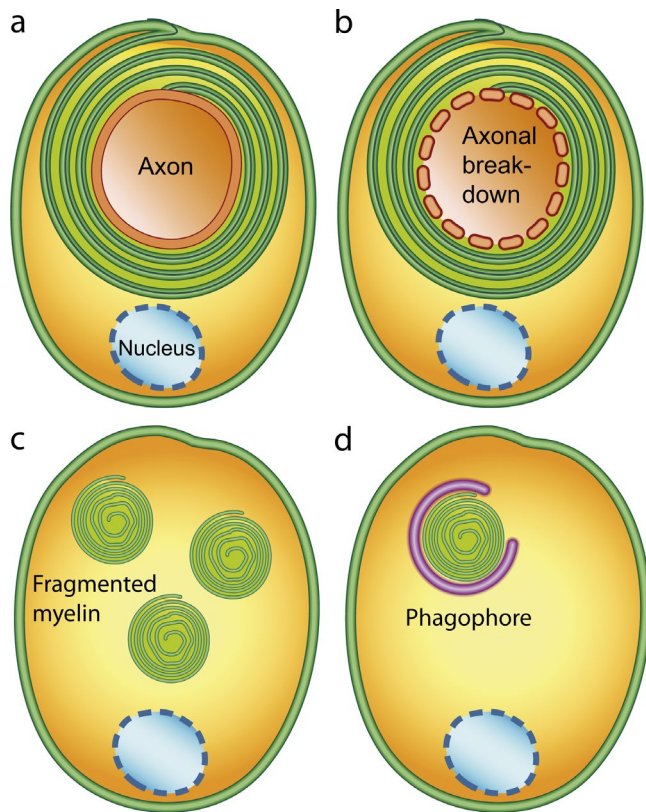 a
b
Axon
Axonal
break-
down
Nucleus
c
d
Fragmented
myelin
Phagophore